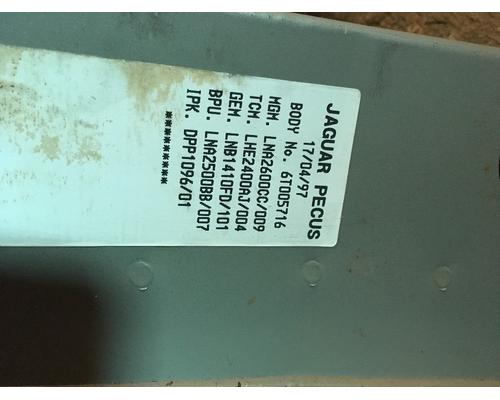 JAGUAR PECUS
17/04/97
BODY No. 6T005716
MGM. LNA2600CC/009
TCM. LHE2400AJ/004
GEM. LNB1410FD/101
BPU. LNA2500BB/007
IPK. DPP1096/01
**********